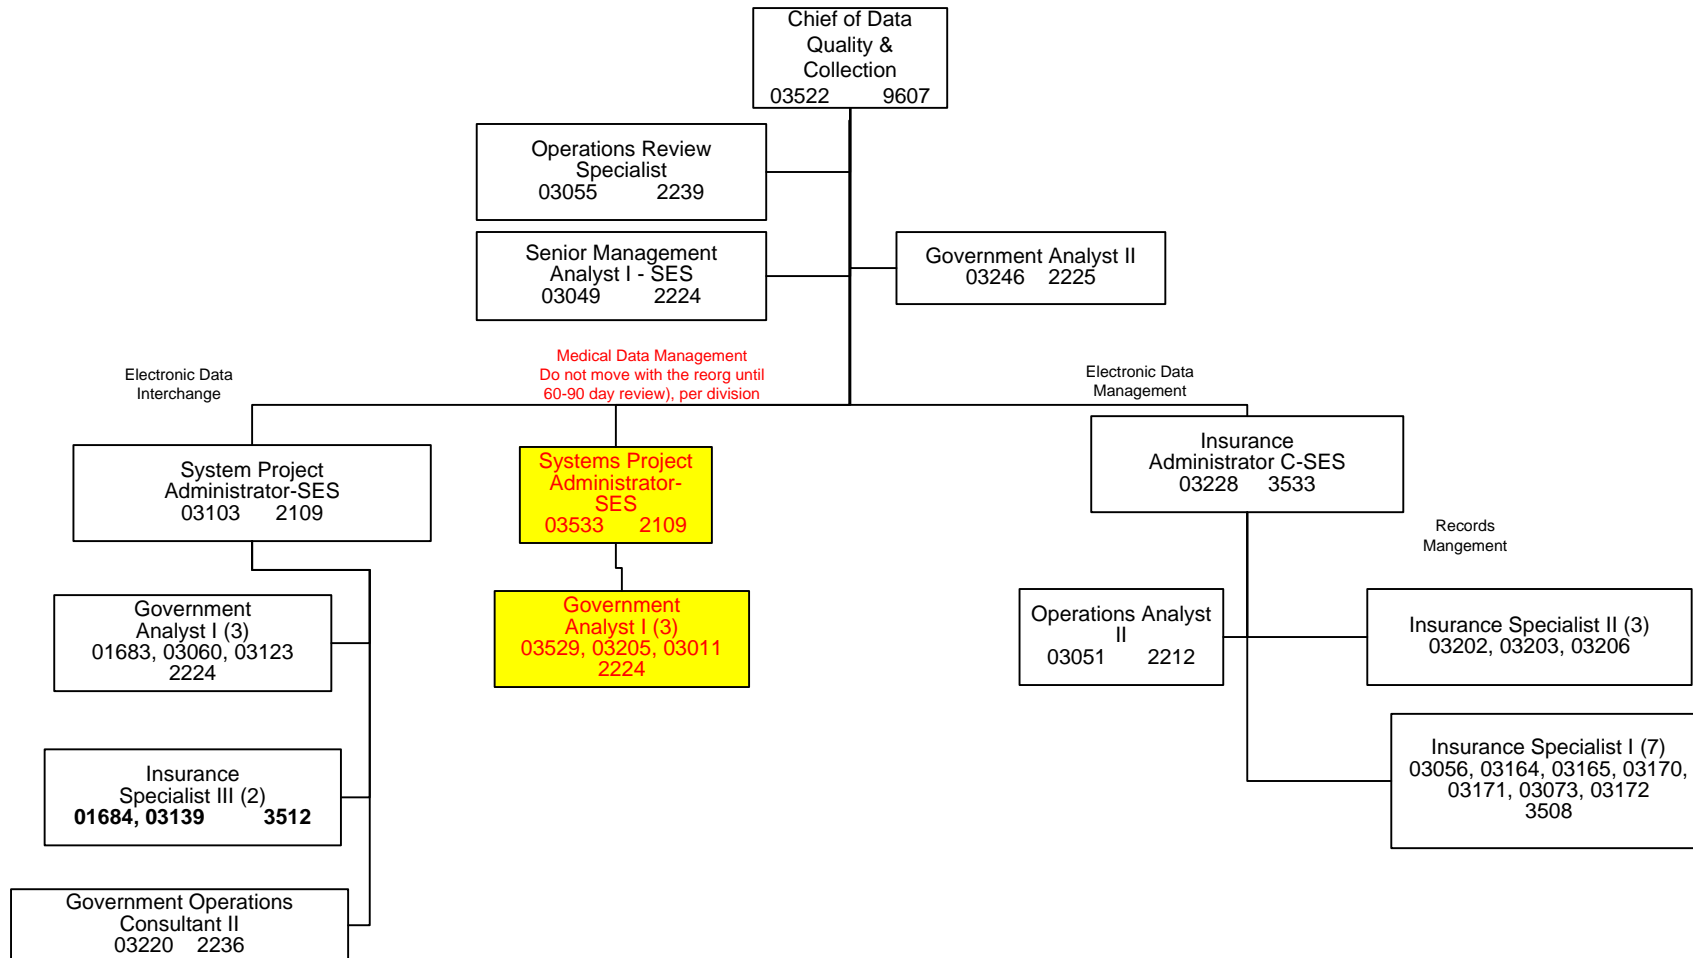 Chief of Data
Quality &
Collection
03522 9607
Operations Review
Specialist
03055 2239
Senior Management
Analyst I - SES
03049 2224
Government Analyst II
03246 2225
Electronic Data
Interchange
Medical Data Management
Do not move with the reorg until
60-90 day review), per division
Electronic Data
Management
System Project
Administrator-SES
03103 2109
Systems Project
Administrator-
SES
03533 2109
Insurance
Administrator C-SES
03228 3533
Records
Mangement
Government
Analyst I (3)
01683, 03060, 03123
2224
Government
Analyst I (3)
03529, 03205, 03011
2224
Operations Analyst
II
03051 2212
Insurance Specialist II (3)
03202, 03203, 03206
Insurance
Specialist III (2)
01684, 03139 3512
Insurance Specialist I (7)
03056, 03164, 03165, 03170,
03171, 03073, 03172
3508
Government Operations
Consultant II
03220 2236